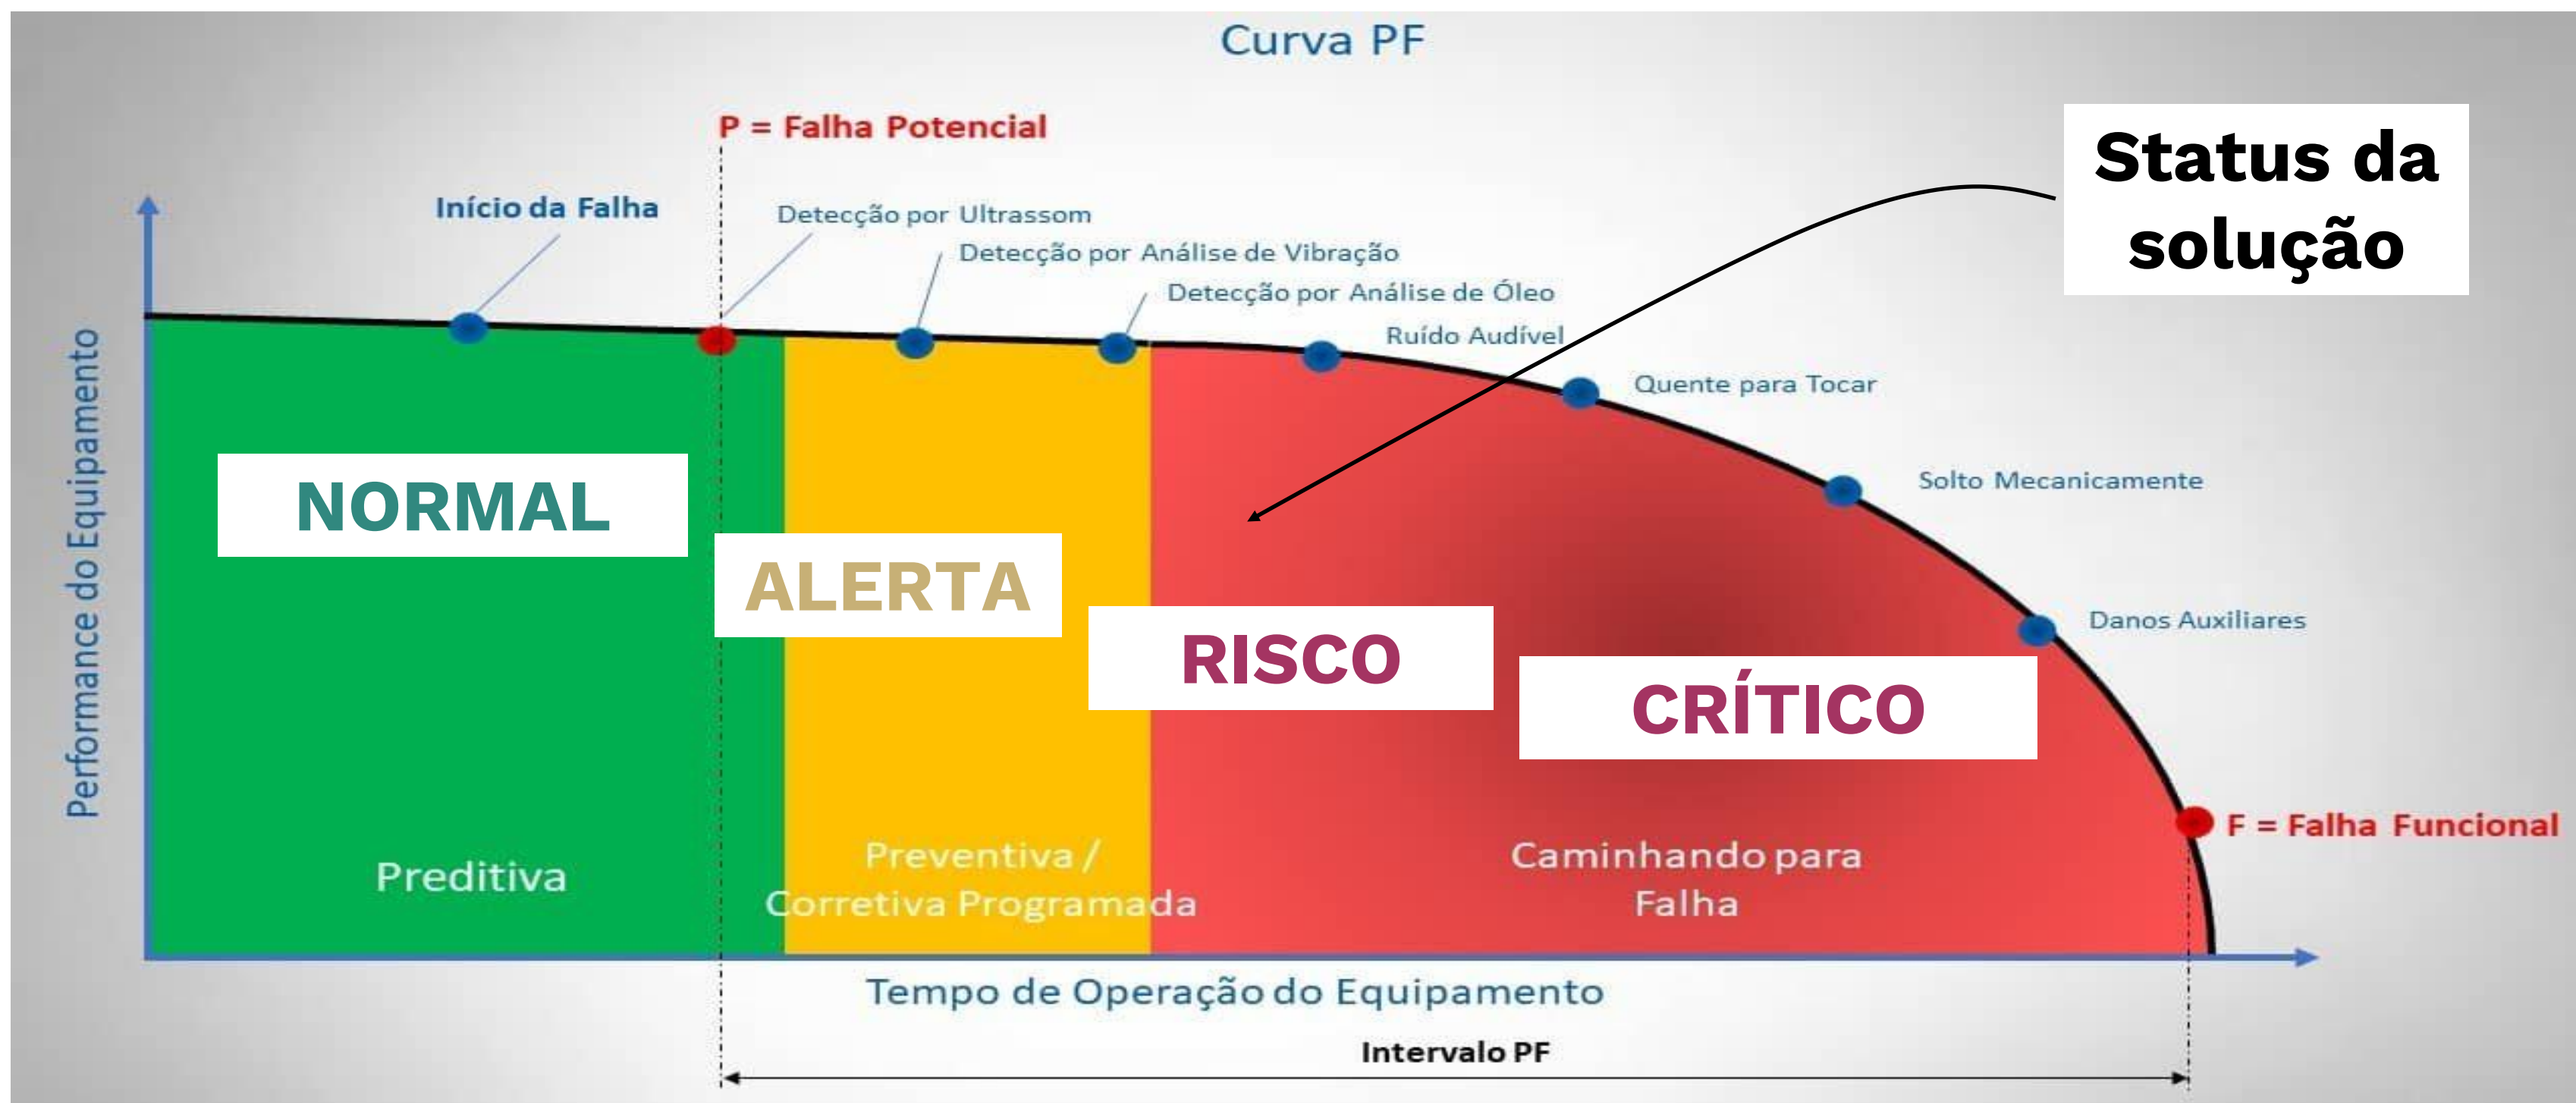 Curva PF
P = Falha Potencial
Status da
solução
Início da Falha
Detecção por Ultrassom
Detecção por Análise de Vibração
Detecção por Análise de Óleo
Ruído Audível
Quente para Tocar
Solto Mecanicamente
Danos Auxiliares
F = Falha Funcional
Performance do Equipamento
NORMAL
ALERTA
RISCO
CRÍTICO
Preditiva
Preventiva /
Corretiva Programada
Caminhando para
Falha
Tempo de Operação do Equipamento
Intervalo PF